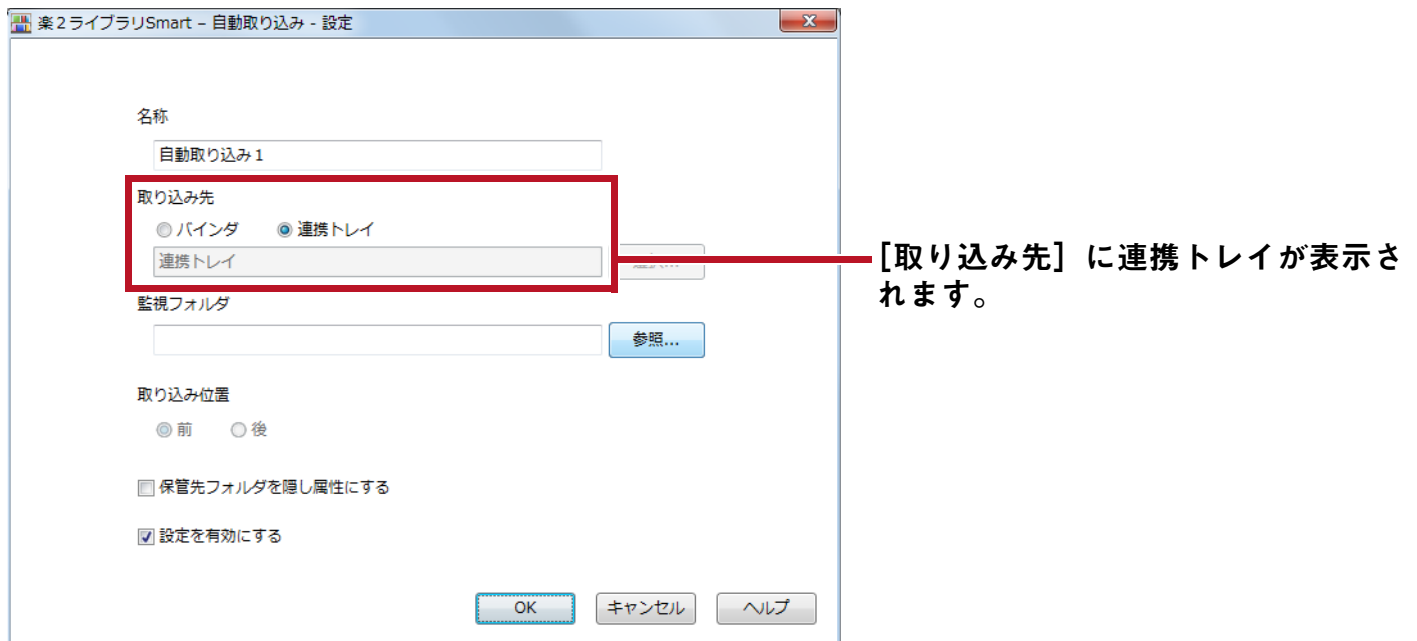 楽２ライブラリSmart – 自動取り込み - 設定
名称
自動取り込み１
取り込み先
バインダ 連携トレイ
連携トレイ
[取り込み先] に連携トレイが表示さ
れます。
監視フォルダ
参照...
取り込み位置
前 後
保管先フォルダを隠し属性にする
設定を有効にする
OK キャンセル ヘルプ